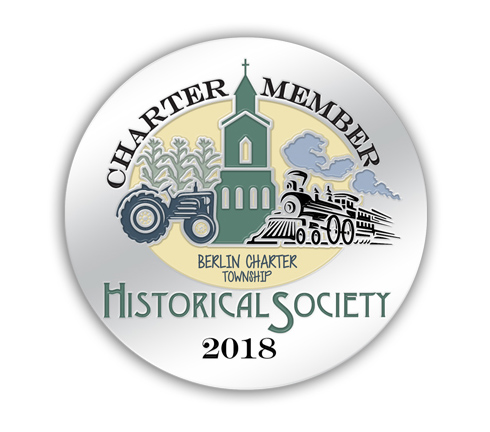 CHARTER MEMBER
BERLIN CHARTER
TOWNSHIP
HISTORICAL SOCIETY
2018